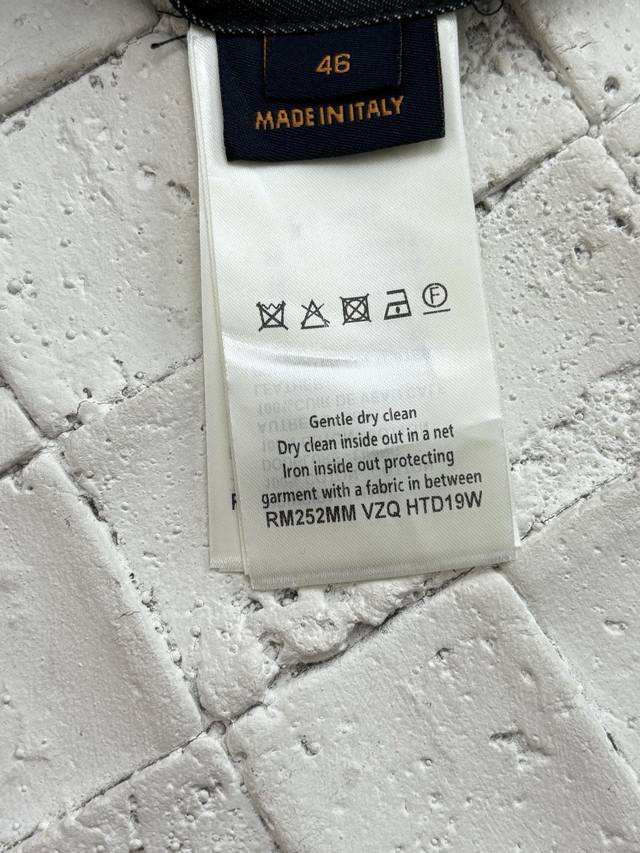 46
MADE IN ITALY
F
Gentle dry clean
Dry clean inside out in a net
Iron inside out protecting
garment with a fabric in between
RM252MM VZQ HTD19W